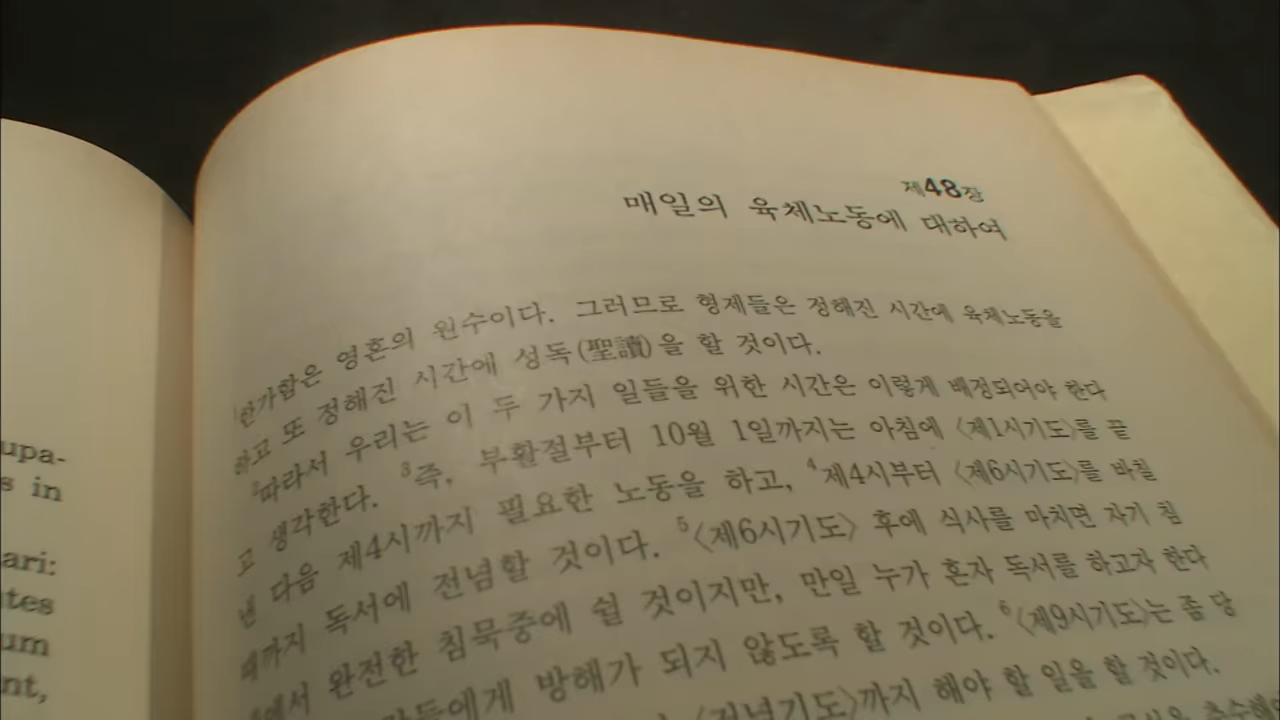 upa-
s in
ari:
tes
um
nt,
제48장
매일의 육체노동에 대하여
1한가함은 영혼의 원수이다. 그러므로 형제들은 정해진 시간에 육체노동을
하고 또 정해진 시간에 성독(聖讀)을 할 것이다.
2따라서 우리는 이 두 가지 일들을 위한 시간은 이렇게 배정되어야 한다
고 생각한다. 3즉, 부활절부터 10월 1일까지는 아침에 〈제1시기도〉를 끝
낸 다음 제4시까지 필요한 노동을 하고, 4제4시부터 〈제6시기도〉를 바칠
때까지 독서에 전념할 것이다. 5〈제6시기도〉 후에 식사를 마치면 자기 침
에서 완전한 침묵중에 쉴 것이지만, 만일 누가 혼자 독서를 하고자 한다
방해가 되지 않도록 할 것이다. 6〈제9시기도〉는 좀 당
〈저녁기도〉까지 해야 할 일을 할 것이다.